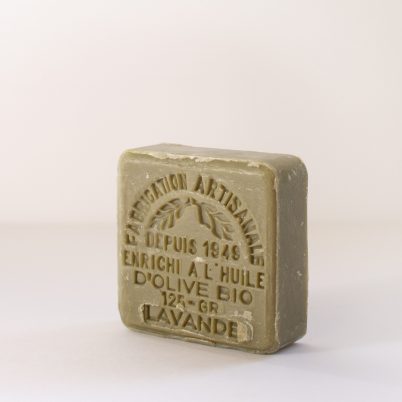 FABRICATION ARTISANALE
DEPUIS 1949
ENRICHI A L'HUILE
D'OLIVE BIO
125-GR
LAVANDE